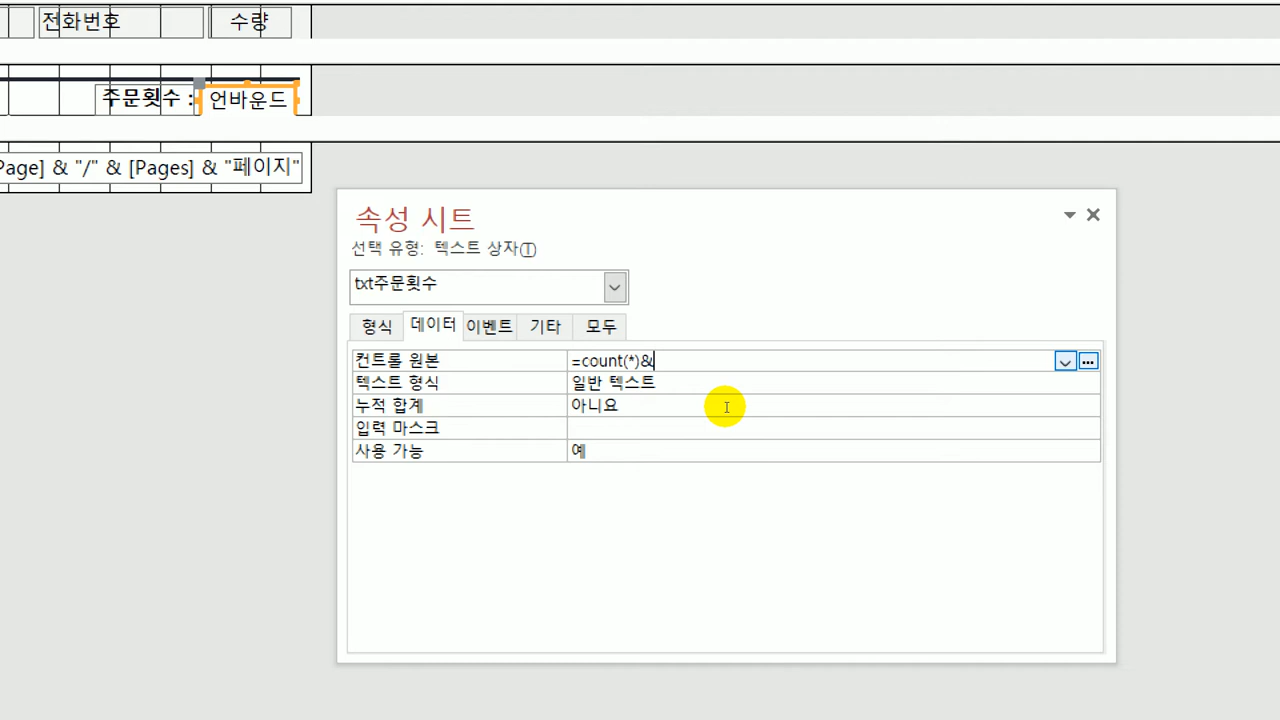 전화번호 수량
주문횟수 : 언바운드
Page] & "/" & [Pages] & "페이지"
속성 시트
선택 유형: 텍스트 상자(T)
txt주문횟수
형식 데이터 이벤트 기타 모두
컨트롤 원본 =count(*)&
텍스트 형식 일반 텍스트
누적 합계 아니요
입력 마스크
사용 가능 예